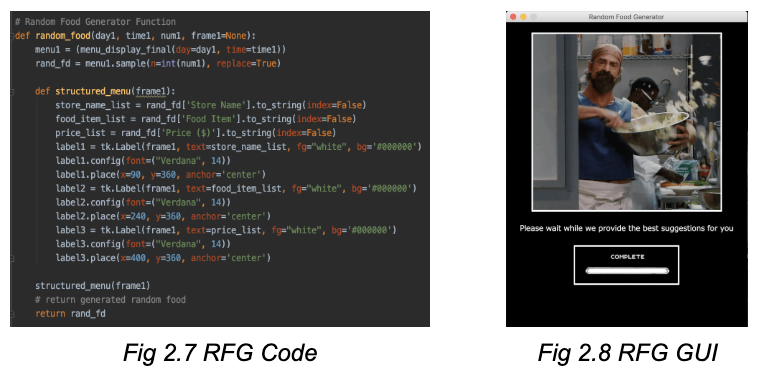 # Random Food Generator Function
def random_food(day1, time1, num1, frame1=None):
menu1 = (menu_display_final(day=day1, time=time1))
rand_fd = menu1.sample(n=int(num1), replace=True)
def structured_menu(frame1):
store_name_list = rand_fd['Store Name'].to_string(index=False)
food_item_list = rand_fd['Food Item'].to_string(index=False)
price_list = rand_fd['Price ($)'].to_string(index=False)
label1 = tk.Label(frame1, text=store_name_list, fg="white", bg='#000000')
label1.config(font=("Verdana", 14))
label1.place(x=90, y=360, anchor='center')
label2 = tk.Label(frame1, text=food_item_list, fg="white", bg='#000000')
label2.config(font=("Verdana", 14))
label2.place(x=240, y=360, anchor='center')
label3 = tk.Label(frame1, text=price_list, fg="white", bg='#000000')
label3.config(font=("Verdana", 14))
label3.place(x=400, y=360, anchor='center')
structured_menu(frame1)
# return generated random food
return rand_fd
Fig 2.7 RFG Code
Random Food Generator
Please wait while we provide the best suggestions for you
COMPLETE
Fig 2.8 RFG GUI